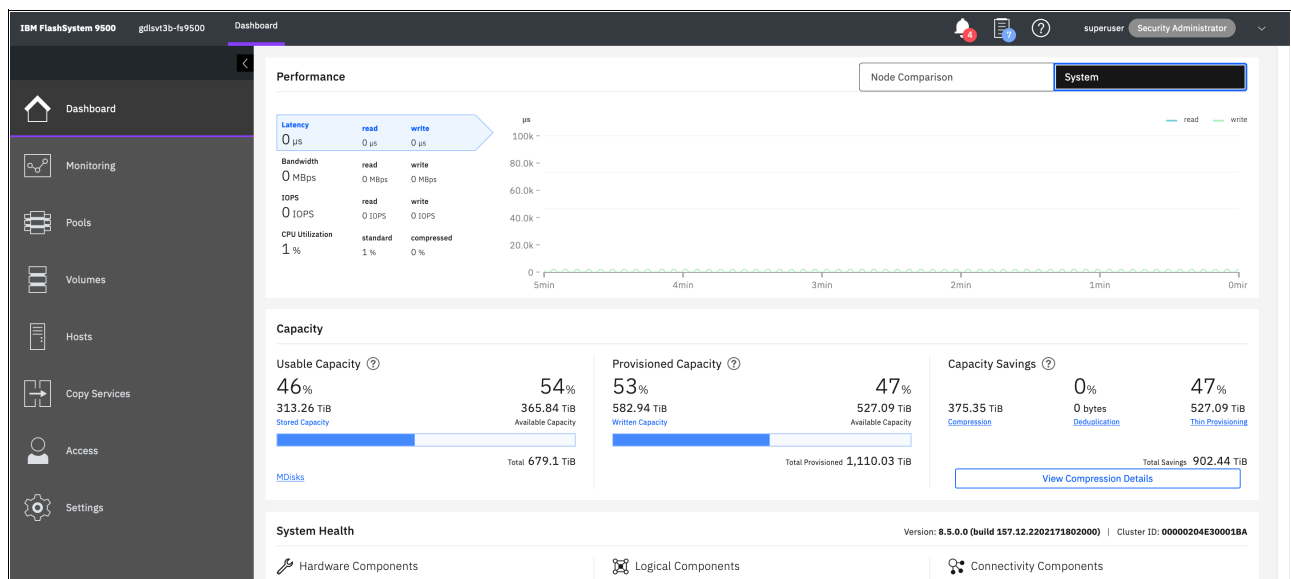 IBM FlashSystem 9500 gdlsvt3b-fs9500 Dashboard 4 7 superuser Security Administrator
Dashboard
Monitoring
Pools
Volumes
Hosts
Copy Services
Access
Settings
Performance Node Comparison System
Latency read write
0 µs 0 µs 0 µs
Bandwidth read write
0 MBps 0 MBps 0 MBps
IOPS read write
0 IOPS 0 IOPS 0 IOPS
CPU Utilization standard compressed
1 % 1 % 0 %
µs read write
100k
80.0k
60.0k
40.0k
20.0k
0
5min 4min 3min 2min 1min 0mir
Capacity
Usable Capacity ?
46% 54%
313.26 TiB 365.84 TiB
Stored Capacity Available Capacity
Total 679.1 TiB
MDisks
Provisioned Capacity ?
53% 47%
582.94 TiB 527.09 TiB
Written Capacity Available Capacity
Total Provisioned 1,110.03 TiB
Capacity Savings ?
0% 47%
375.35 TiB 0 bytes 527.09 TiB
Compression Deduplication Thin Provisioning
Total Savings 902.44 TiB
View Compression Details
System Health Version: 8.5.0.0 (build 157.12.2202171802000) | Cluster ID: 00000204E30001BA
Hardware Components Logical Components Connectivity Components